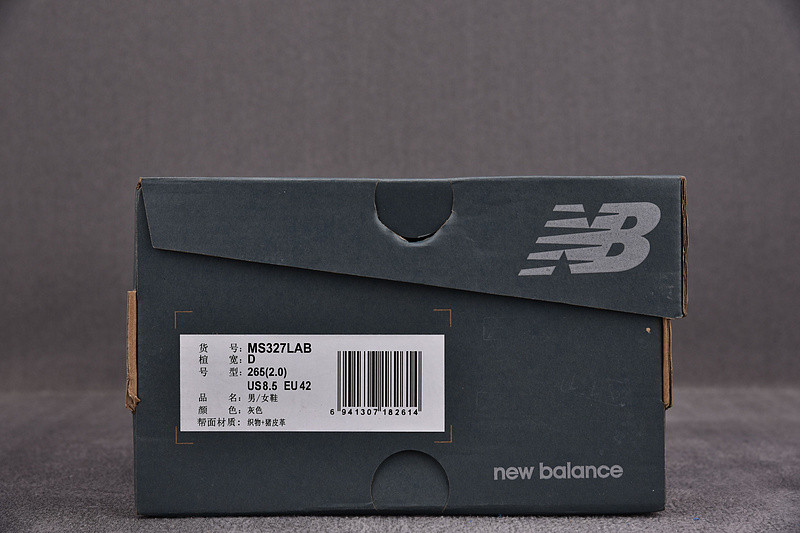 NB
货 号: MS327LAB
楦 宽: D
号 型: 265(2.0)
US8.5 EU42
品 名: 男/女鞋
颜 色: 灰色
帮面材质: 织物+猪皮革
6 941307 182614
new balance